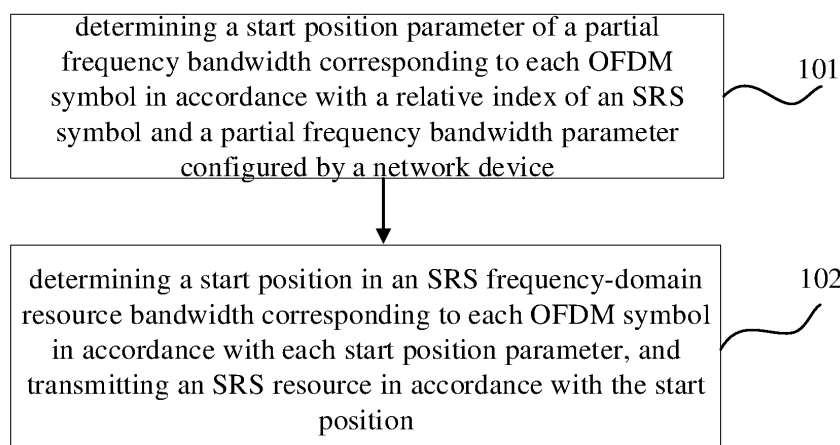 determining a start position parameter of a partial
frequency bandwidth corresponding to each OFDM
symbol in accordance with a relative index of an SRS
symbol and a partial frequency bandwidth parameter
configured by a network device
101
determining a start position in an SRS frequency-domain
resource bandwidth corresponding to each OFDM symbol
in accordance with each start position parameter, and
transmitting an SRS resource in accordance with the start
position
102